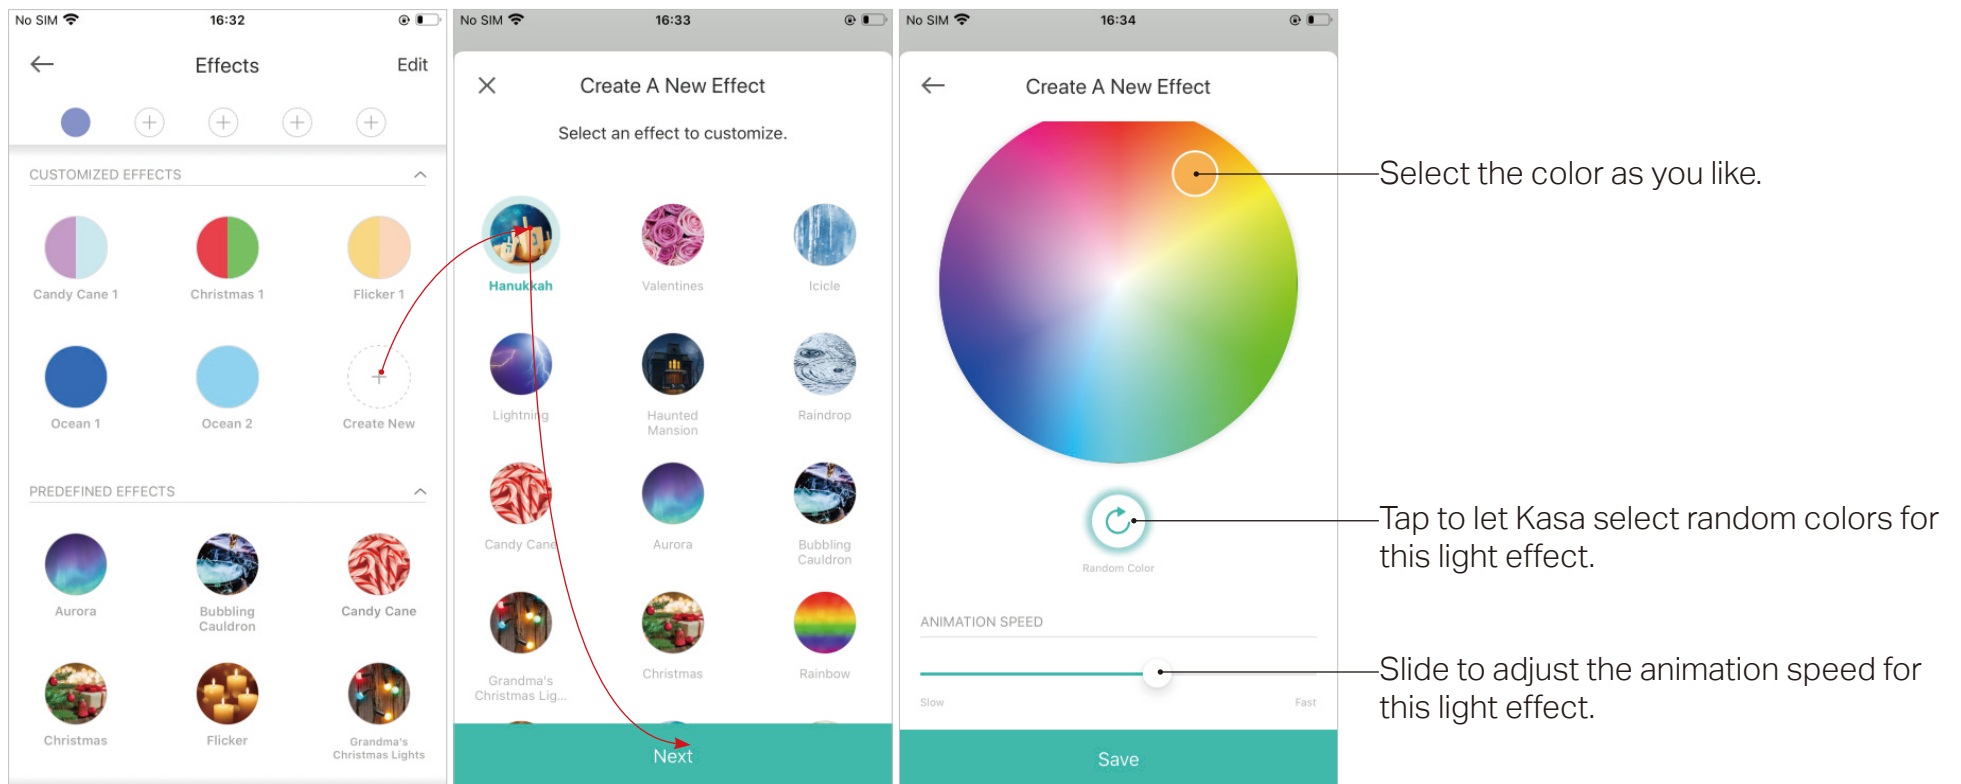 No SIM 16:32
Effects
Edit
CUSTOMIZED EFFECTS
Candy Cane 1
Christmas 1
Flicker 1
Ocean 1
Ocean 2
Create New
PREDEFINED EFFECTS
Aurora
Bubbling
Cauldron
Candy Cane
Christmas
Flicker
Grandma's
Christmas Lights
No SIM 16:33
Create A New Effect
Select an effect to customize.
Hanukkah
Valentines
Icicle
Lightning
Haunted
Mansion
Raindrop
Candy Cane
Aurora
Bubbling
Cauldron
Grandma's
Christmas Lig...
Christmas
Rainbow
Next
No SIM 16:34
Create A New Effect
Random Color
ANIMATION SPEED
Slow
Fast
Save
Select the color as you like.
Tap to let Kasa select random colors for
this light effect.
Slide to adjust the animation speed for
this light effect.